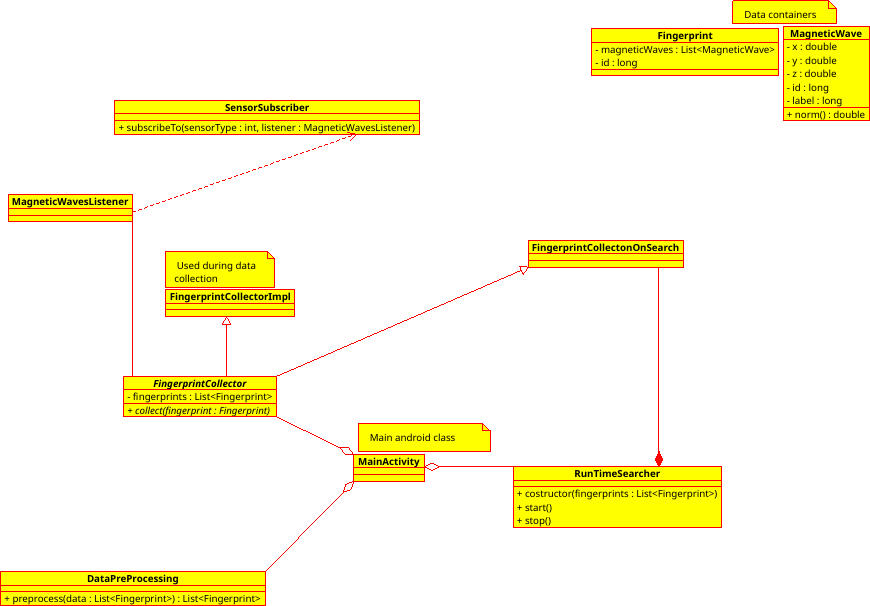 Data containers
Fingerprint
- magneticWaves : List<MagneticWave>
- id : long
MagneticWave
- x : double
- y : double
- z : double
- id : long
- label : long
+ norm() : double
SensorSubscriber
+ subscribeTo(sensorType : int, listener : MagneticWavesListener)
MagneticWavesListener
FingerprintCollectonOnSearch
Used during data
collection
FingerprintCollectorImpl
FingerprintCollector
- fingerprints : List<Fingerprint>
+ collect(fingerprint : Fingerprint)
Main android class
MainActivity
RunTimeSearcher
+ costructor(fingerprints : List<Fingerprint>)
+ start()
+ stop()
DataPreProcessing
+ preprocess(data : List<Fingerprint>) : List<Fingerprint>